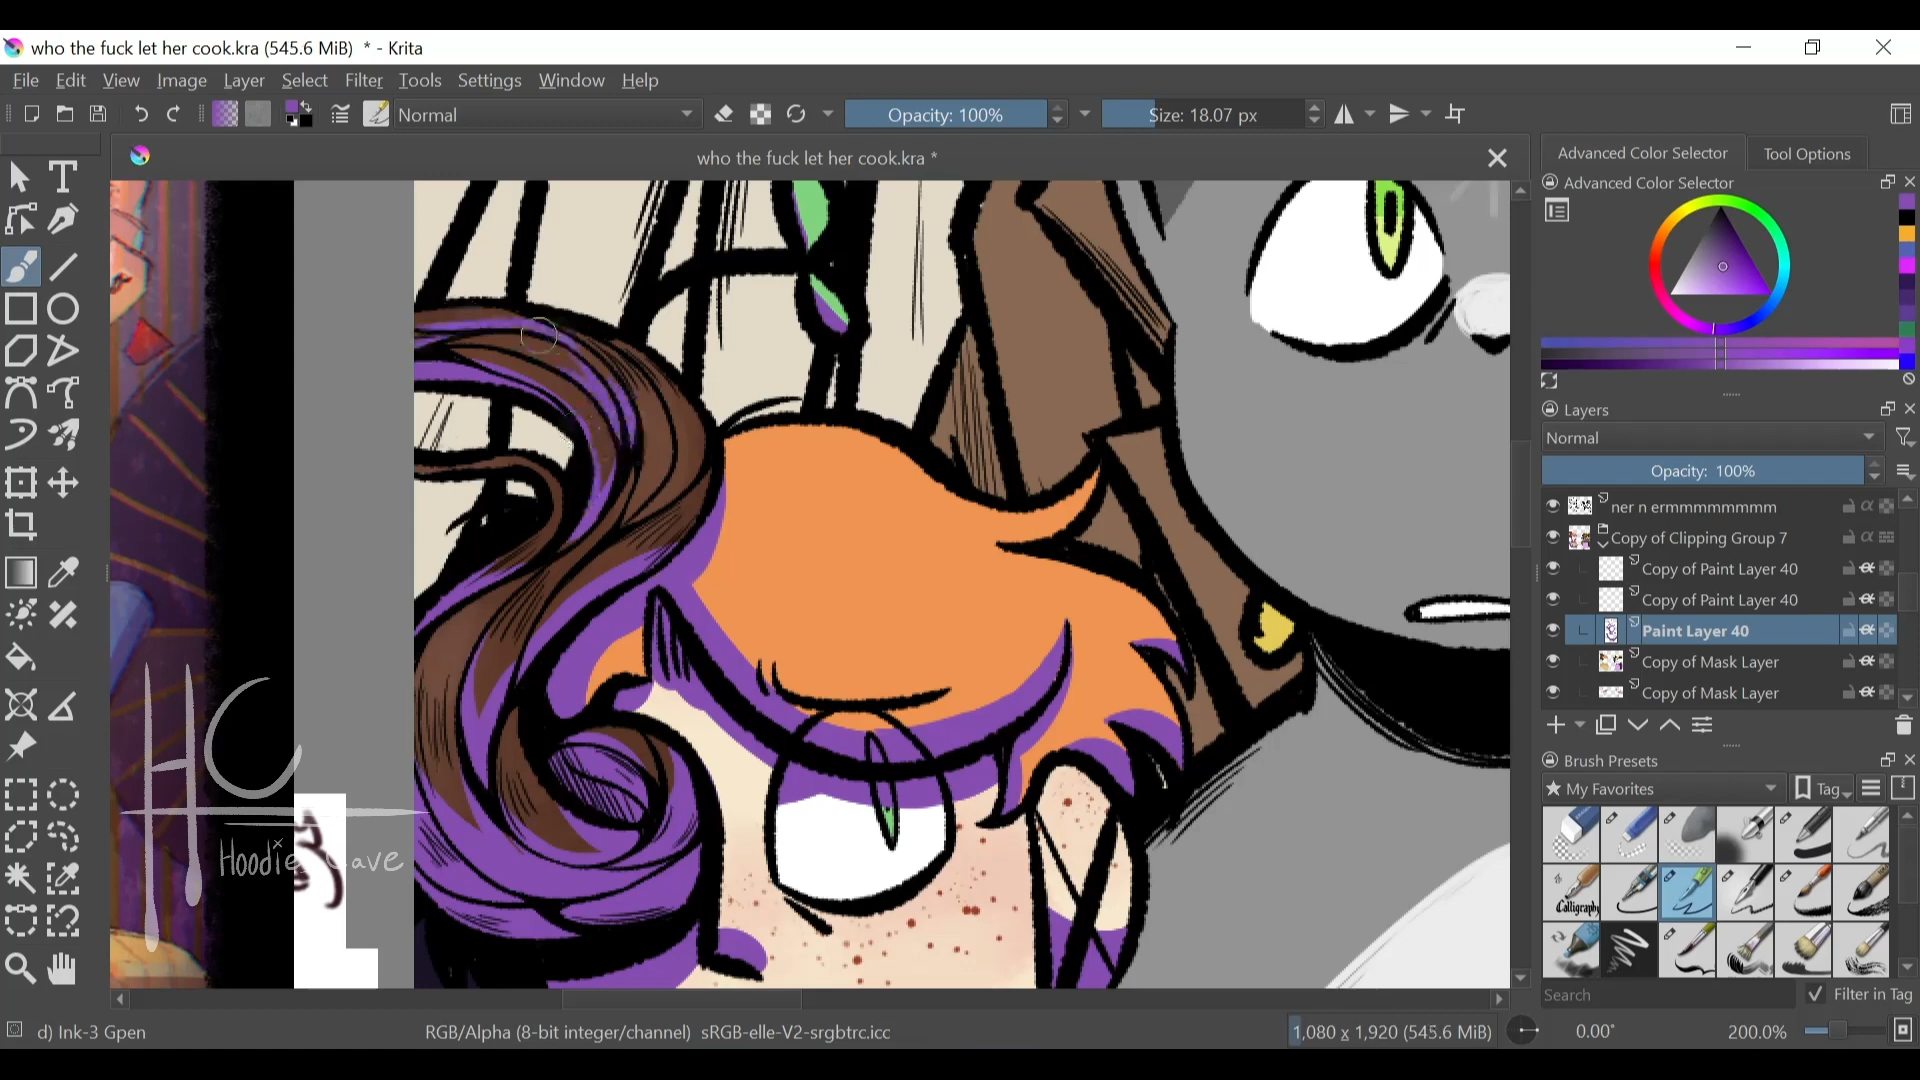 who the fuck let her cook.kra (545.6 MiB) * - Krita
File Edit View Image Layer Select Filter Tools Settings Window Help
Normal Opacity: 100% Size: 18.07 px
who the fuck let her cook.kra *
Advanced Color Selector Tool Options
Advanced Color Selector
Layers
Normal
Opacity: 100%
ner n ermmmmmmmm
Copy of Clipping Group 7
Copy of Paint Layer 40
Copy of Paint Layer 40
Paint Layer 40
Copy of Mask Layer
Copy of Mask Layer
Brush Presets
My Favorites Tag
Calligraphy
Search Filter in Tag
HC
Hoodie Cave
d) Ink-3 Gpen RGB/Alpha (8-bit integer/channel) sRGB-elle-V2-srgbtrc.icc 1,080 x 1,920 (545.6 MiB) 0.00° 200.0%